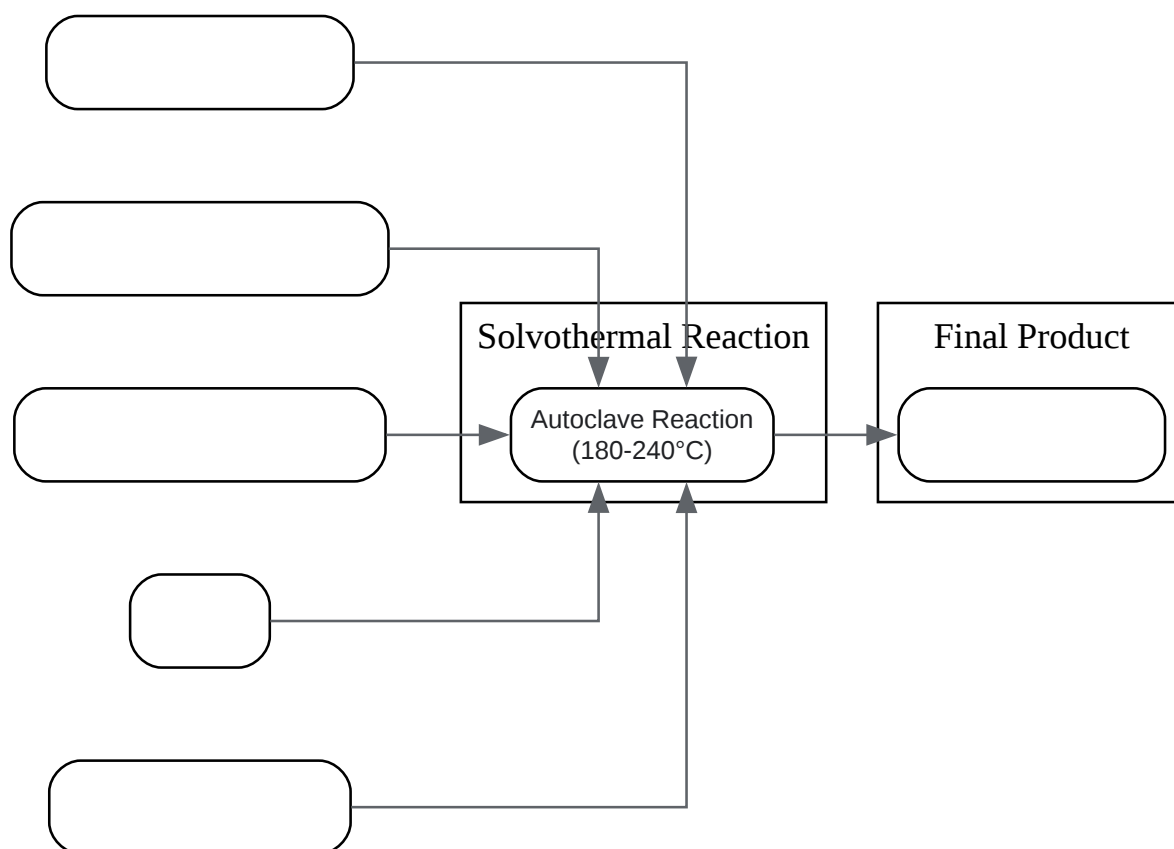 Solvothermal Reaction
Final Product
Autoclave Reaction
(180-240°C)